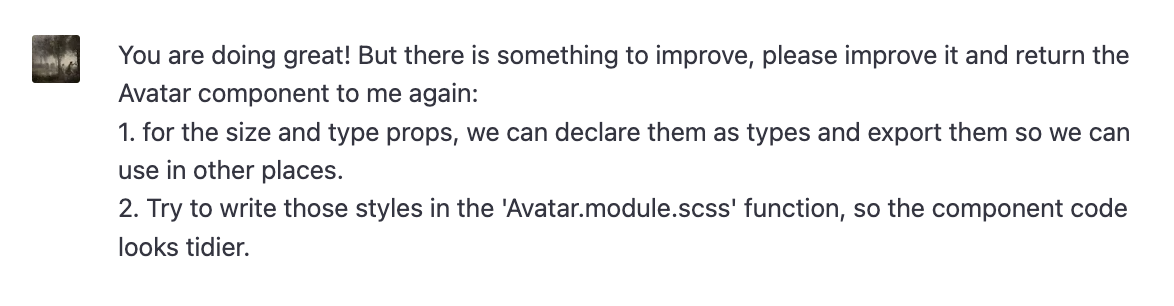 You are doing great! But there is something to improve, please improve it and return the
Avatar component to me again:
1. for the size and type props, we can declare them as types and export them so we can
use in other places.
2. Try to write those styles in the 'Avatar.module.scss' function, so the component code
looks tidier.